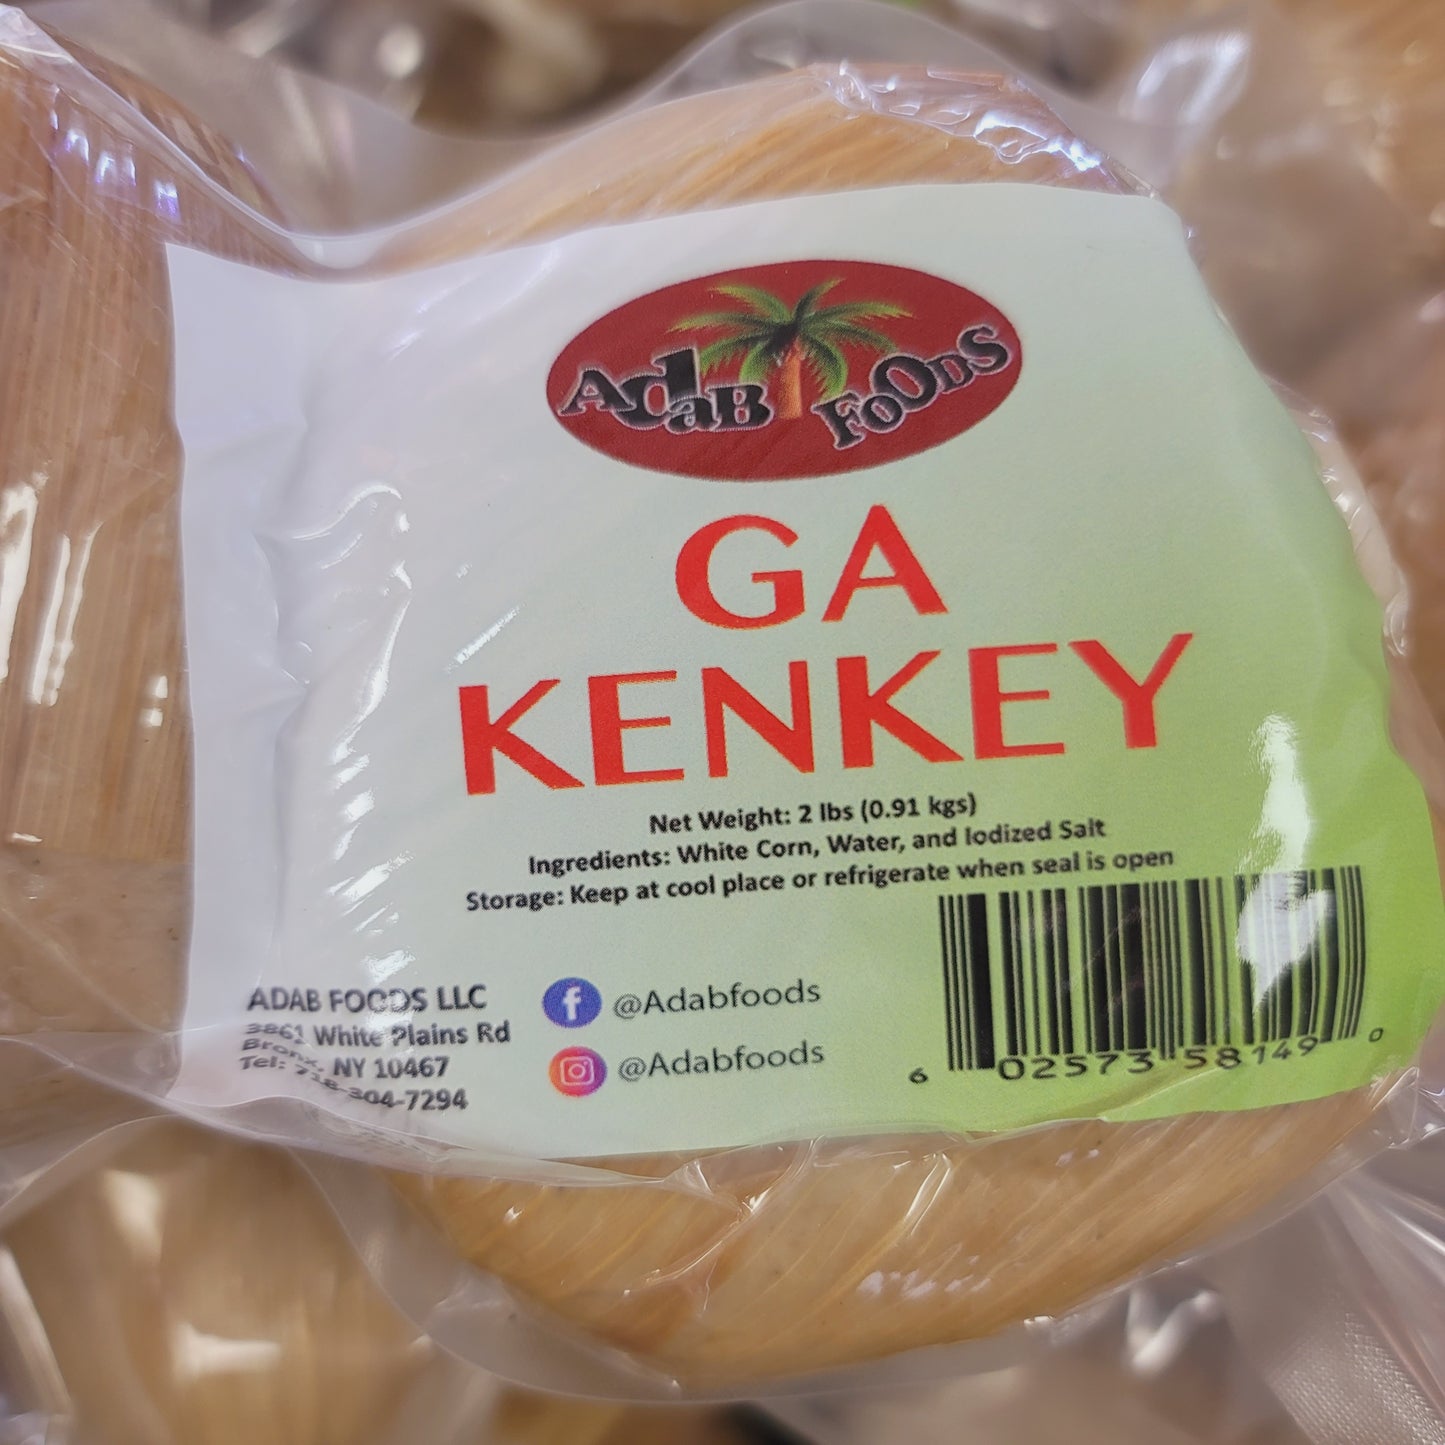 Adab Foods
GA
KENKEY
Net Weight: 2 lbs (0.91 kgs)
Ingredients: White Corn, Water, and Iodized Salt
Storage: Keep at cool place or refrigerate when seal is open
ADAB FOODS LLC
3861 White Plains Rd
Bronx, NY 10467
Tel: 718-304-7294
@Adabfoods
@Adabfoods
6 02573 58149 0